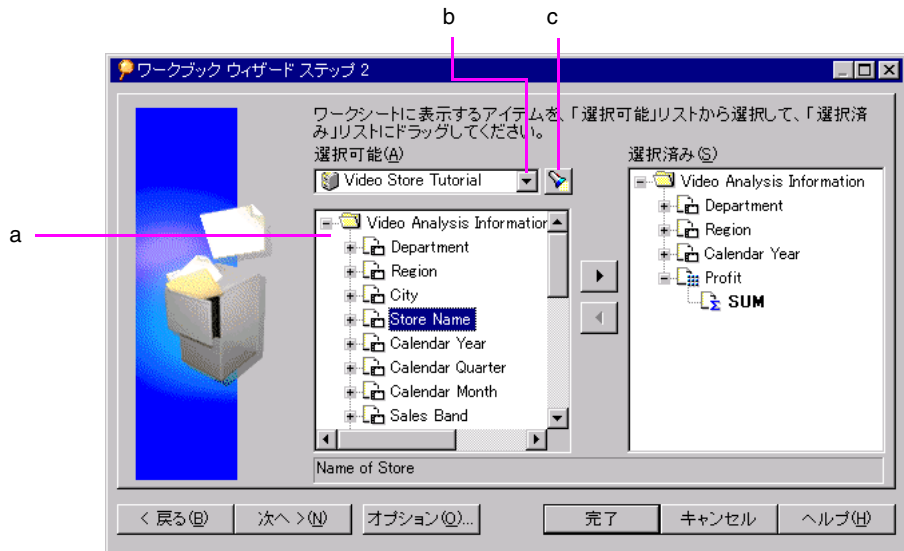 b
c
ワークブック ウィザード ステップ 2
ワークシートに表示するアイテムを、「選択可能」リストから選択して、「選択済
み」リストにドラッグしてください。
選択可能(A)
選択済み(S)
Video Store Tutorial
a
Video Analysis Information
Department
Region
City
Store Name
Calendar Year
Calendar Quarter
Calendar Month
Sales Band
Video Analysis Information
Department
Region
Calendar Year
Profit
SUM
Name of Store
< 戻る(B)
次へ >(N)
オプション(O)...
完了
キャンセル
ヘルプ(H)